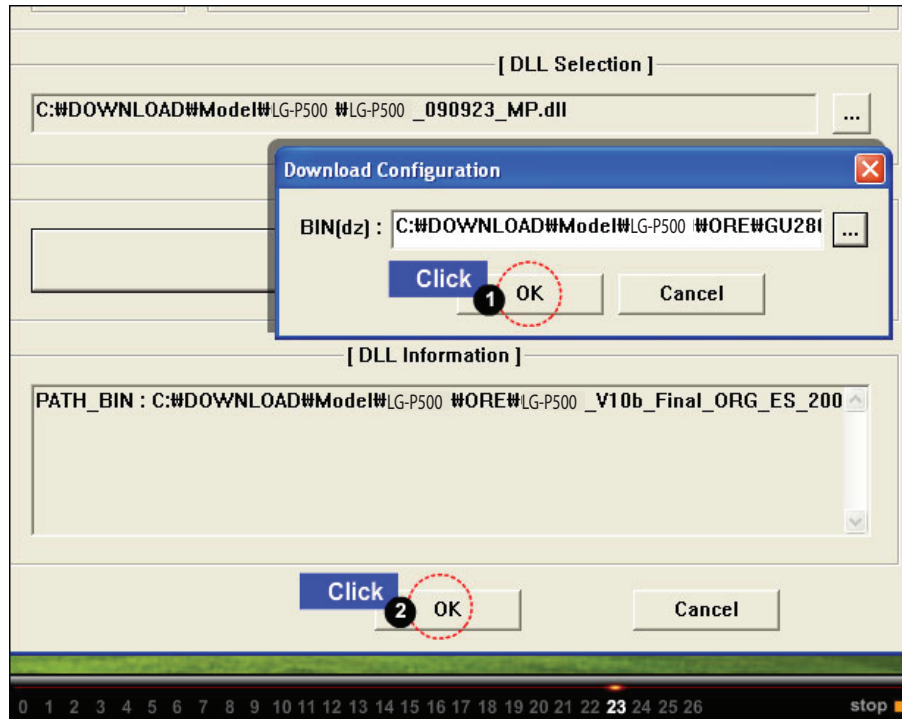 [ DLL Selection ]
C:₩DOWNLOAD₩Model₩LG-P500 ₩LG-P500 _090923_MP.dll
...
Download Configuration
BIN(dz) : C:₩DOWNLOAD₩Model₩LG-P500 ₩ORE₩GU28( ...
Click
1 OK Cancel
[ DLL Information ]
PATH_BIN : C:₩DOWNLOAD₩Model₩LG-P500 ₩ORE₩LG-P500 _V10b_Final_ORG_ES_200
Click
2 OK Cancel
0 1 2 3 4 5 6 7 8 9 10 11 12 13 14 15 16 17 18 19 20 21 22 23 24 25 26 stop